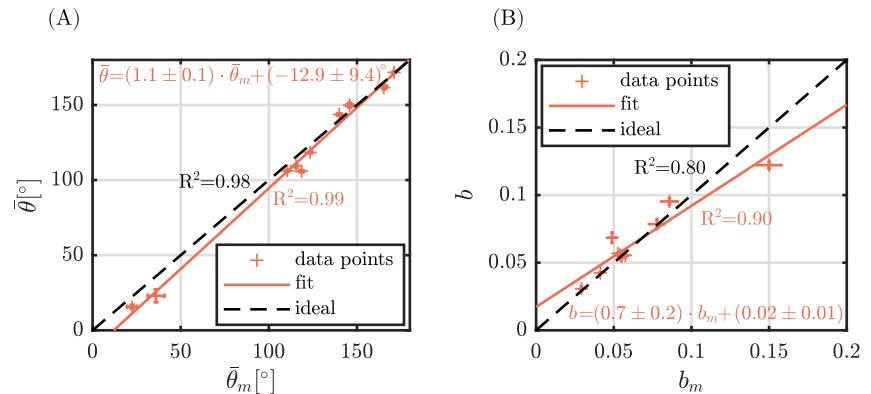 (A)
θ̄=(1.1 ± 0.1) · θ̄ₘ+(−12.9 ± 9.4)°
R²=0.98
R²=0.99
data points
fit
ideal
150
100
50
0
0 50 100 150
θ̄[°]
θ̄ₘ[°]
(B)
data points
fit
ideal
R²=0.80
R²=0.90
b=(0.7 ± 0.2) · bₘ+(0.02 ± 0.01)
0.2
0.15
0.1
0.05
0
0 0.05 0.1 0.15 0.2
b
bₘ